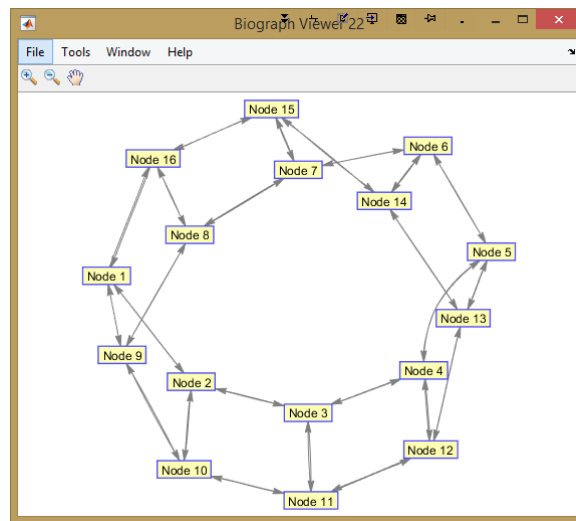 Biograph Viewer 22
File Tools Window Help
Node 15
Node 6
Node 16
Node 7
Node 14
Node 8
Node 5
Node 1
Node 13
Node 9
Node 4
Node 2
Node 3
Node 12
Node 10
Node 11